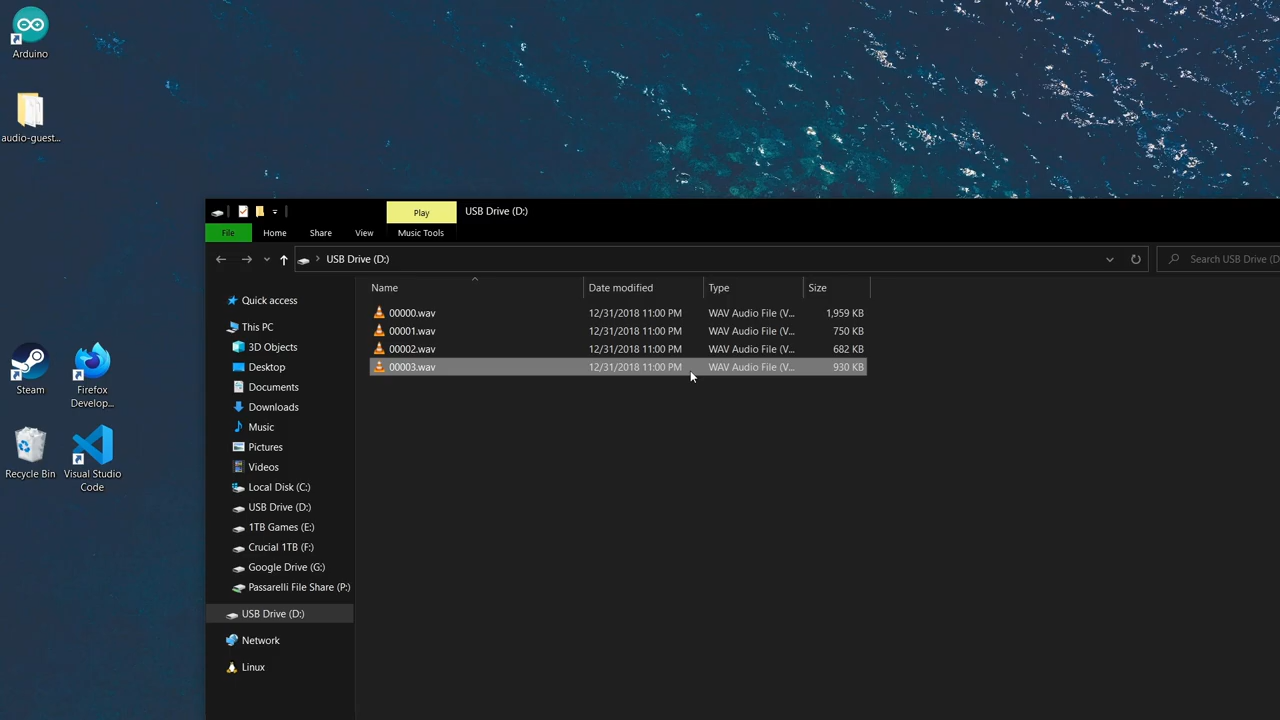 Arduino
audio-guest...
Steam
Firefox
Develop...
Recycle Bin
Visual Studio
Code
Play
USB Drive (D:)
File
Home
Share
View
Music Tools
USB Drive (D:)
Search USB Drive (D
Name
Date modified
Type
Size
00000.wav
12/31/2018 11:00 PM
WAV Audio File (V...
1,959 KB
00001.wav
12/31/2018 11:00 PM
WAV Audio File (V...
750 KB
00002.wav
12/31/2018 11:00 PM
WAV Audio File (V...
682 KB
00003.wav
12/31/2018 11:00 PM
WAV Audio File (V...
930 KB
Quick access
This PC
3D Objects
Desktop
Documents
Downloads
Music
Pictures
Videos
Local Disk (C:)
USB Drive (D:)
1TB Games (E:)
Crucial 1TB (F:)
Google Drive (G:)
Passarelli File Share (P:)
USB Drive (D:)
Network
Linux